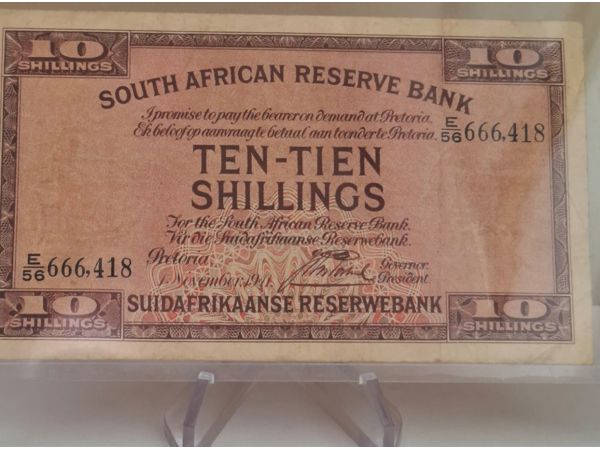 10 10
SHILLINGS SHILLINGS
SOUTH AFRICAN RESERVE BANK
I promise to pay the bearer on demand at Pretoria.
Ek beloof op aanvraag te betaal aan toonder te Pretoria.
E/56 666,418
TEN-TIEN
SHILLINGS
For the South African Reserve Bank.
Vir die Suidafrikaanse Reserwebank.
E/56 666,418
Pretoria
Governor.
President.
November, 1941.
SUIDAFRIKAANSE RESERWEBANK
10 10
SHILLINGS SHILLINGS